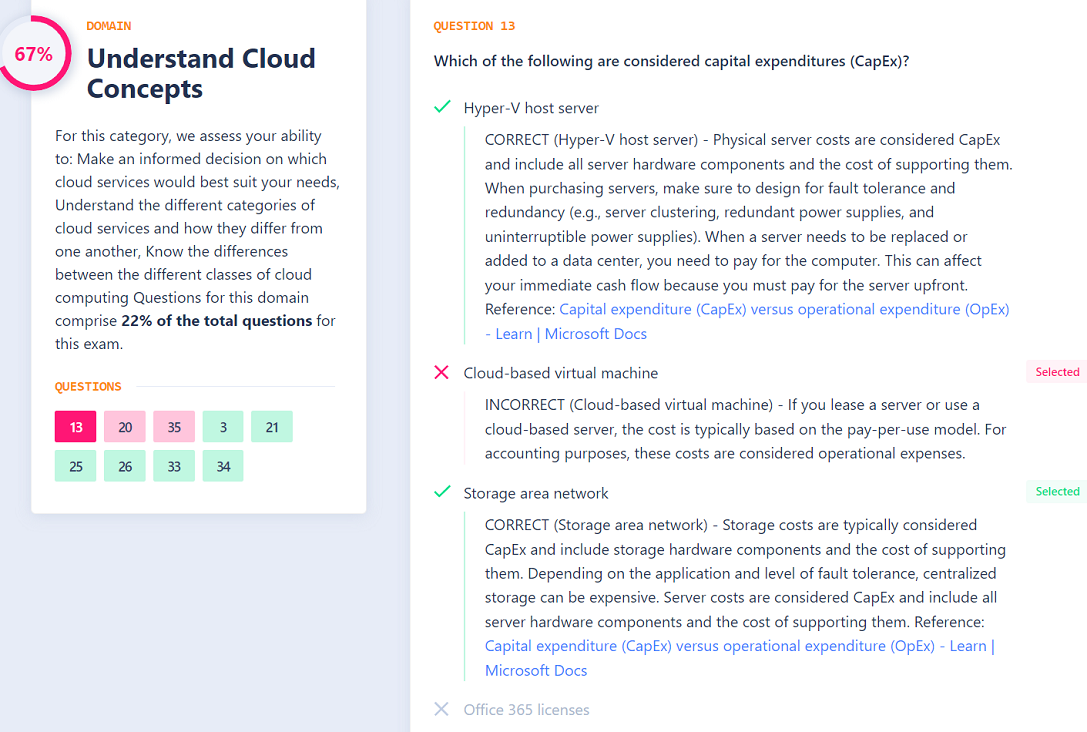 67%
DOMAIN
Understand Cloud
Concepts
For this category, we assess your ability
to: Make an informed decision on which
cloud services would best suit your needs,
Understand the different categories of
cloud services and how they differ from
one another, Know the differences
between the different classes of cloud
computing Questions for this domain
comprise 22% of the total questions for
this exam.
QUESTIONS
13 20 35 3 21
25 26 33 34
QUESTION 13
Which of the following are considered capital expenditures (CapEx)?
Hyper-V host server
CORRECT (Hyper-V host server) - Physical server costs are considered CapEx
and include all server hardware components and the cost of supporting them.
When purchasing servers, make sure to design for fault tolerance and
redundancy (e.g., server clustering, redundant power supplies, and
uninterruptible power supplies). When a server needs to be replaced or
added to a data center, you need to pay for the computer. This can affect
your immediate cash flow because you must pay for the server upfront.
Reference: Capital expenditure (CapEx) versus operational expenditure (OpEx)
- Learn | Microsoft Docs
Cloud-based virtual machine Selected
INCORRECT (Cloud-based virtual machine) - If you lease a server or use a
cloud-based server, the cost is typically based on the pay-per-use model. For
accounting purposes, these costs are considered operational expenses.
Storage area network Selected
CORRECT (Storage area network) - Storage costs are typically considered
CapEx and include storage hardware components and the cost of supporting
them. Depending on the application and level of fault tolerance, centralized
storage can be expensive. Server costs are considered CapEx and include all
server hardware components and the cost of supporting them. Reference:
Capital expenditure (CapEx) versus operational expenditure (OpEx) - Learn |
Microsoft Docs
Office 365 licenses